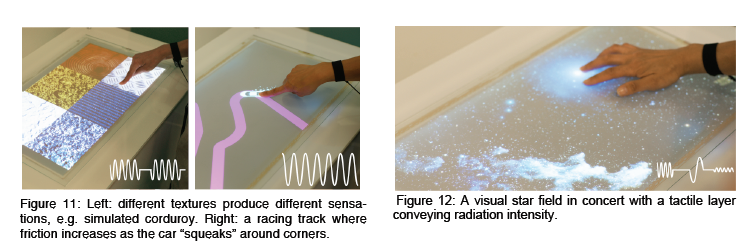 Figure 11: Left: different textures produce different sensa-
tions, e.g. simulated corduroy. Right: a racing track where
friction increases as the car “squeaks” around corners.
Figure 12: A visual star field in concert with a tactile layer
conveying radiation intensity.